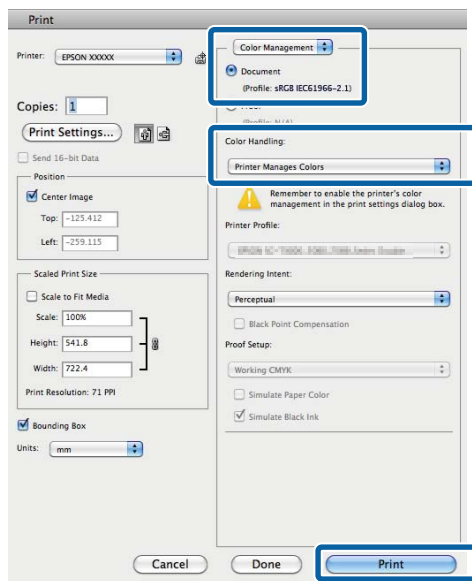 Print
Printer: EPSON XXXXX
Copies: 1
Print Settings...
Send 16-bit Data
Position
Center Image
Top: -125.412
Left: -259.115
Scaled Print Size
Scale to Fit Media
Scale: 100%
Height: 541.8
Width: 722.4
Print Resolution: 71 PPI
Bounding Box
Units: mm
Color Management
Document
(Profile: sRGB IEC61966-2.1)
Color Handling:
Printer Manages Colors
Remember to enable the printer's color
management in the print settings dialog box.
Printer Profile:
Rendering Intent:
Perceptual
Black Point Compensation
Proof Setup:
Working CMYK
Simulate Paper Color
Simulate Black Ink
Cancel
Done
Print